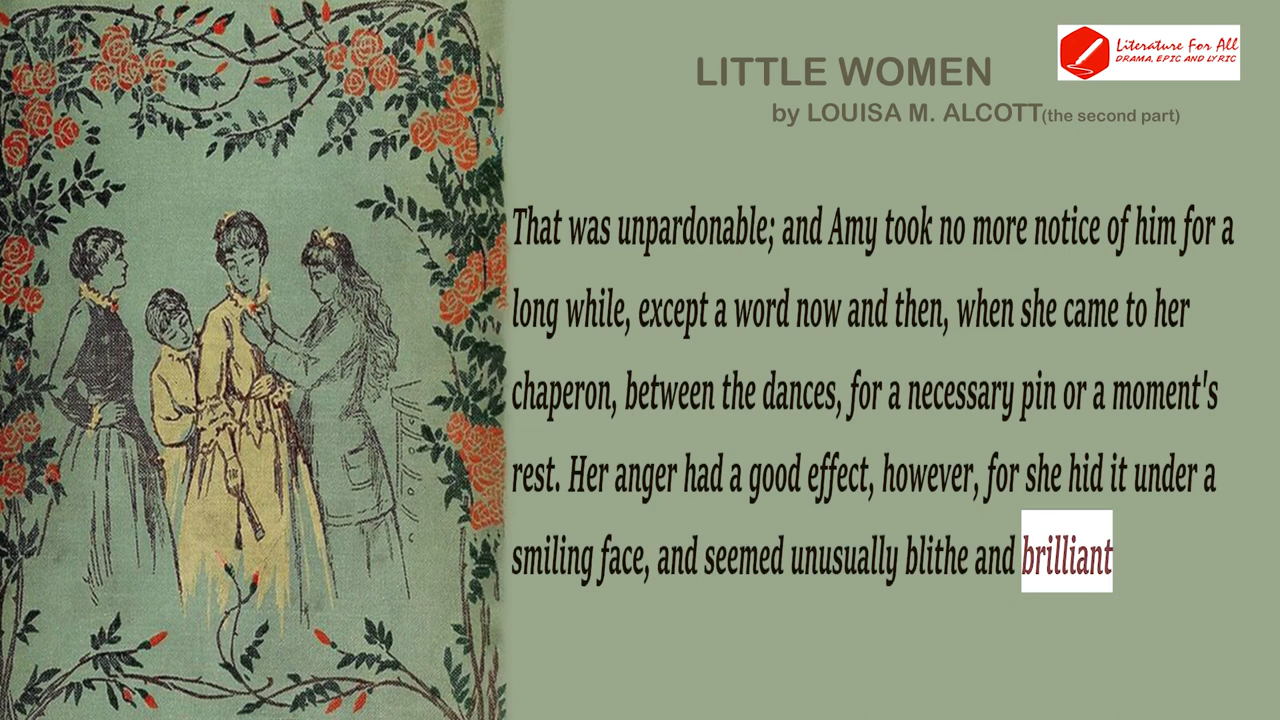 LITTLE WOMEN
by LOUISA M. ALCOTT(the second part)
Literature For All
DRAMA, EPIC AND LYRIC
That was unpardonable; and Amy took no more notice of him for a
long while, except a word now and then, when she came to her
chaperon, between the dances, for a necessary pin or a moment's
rest. Her anger had a good effect, however, for she hid it under a
smiling face, and seemed unusually blithe and brilliant